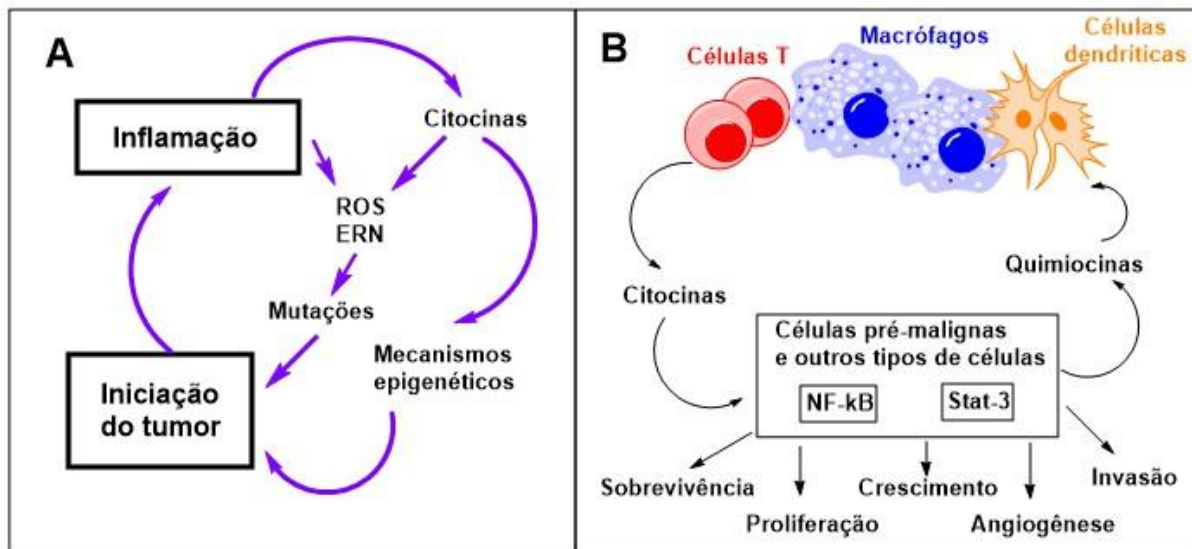 A
Inflamação
Citocinas
ROS
ERN
Mutações
Mecanismos
epigenéticos
Iniciação
do tumor
B
Células T
Macrófagos
Células
dendríticas
Citocinas
Quimiocinas
Células pré-malignas
e outros tipos de células
NF-kB
Stat-3
Sobrevivência
Proliferação
Crescimento
Angiogênese
Invasão